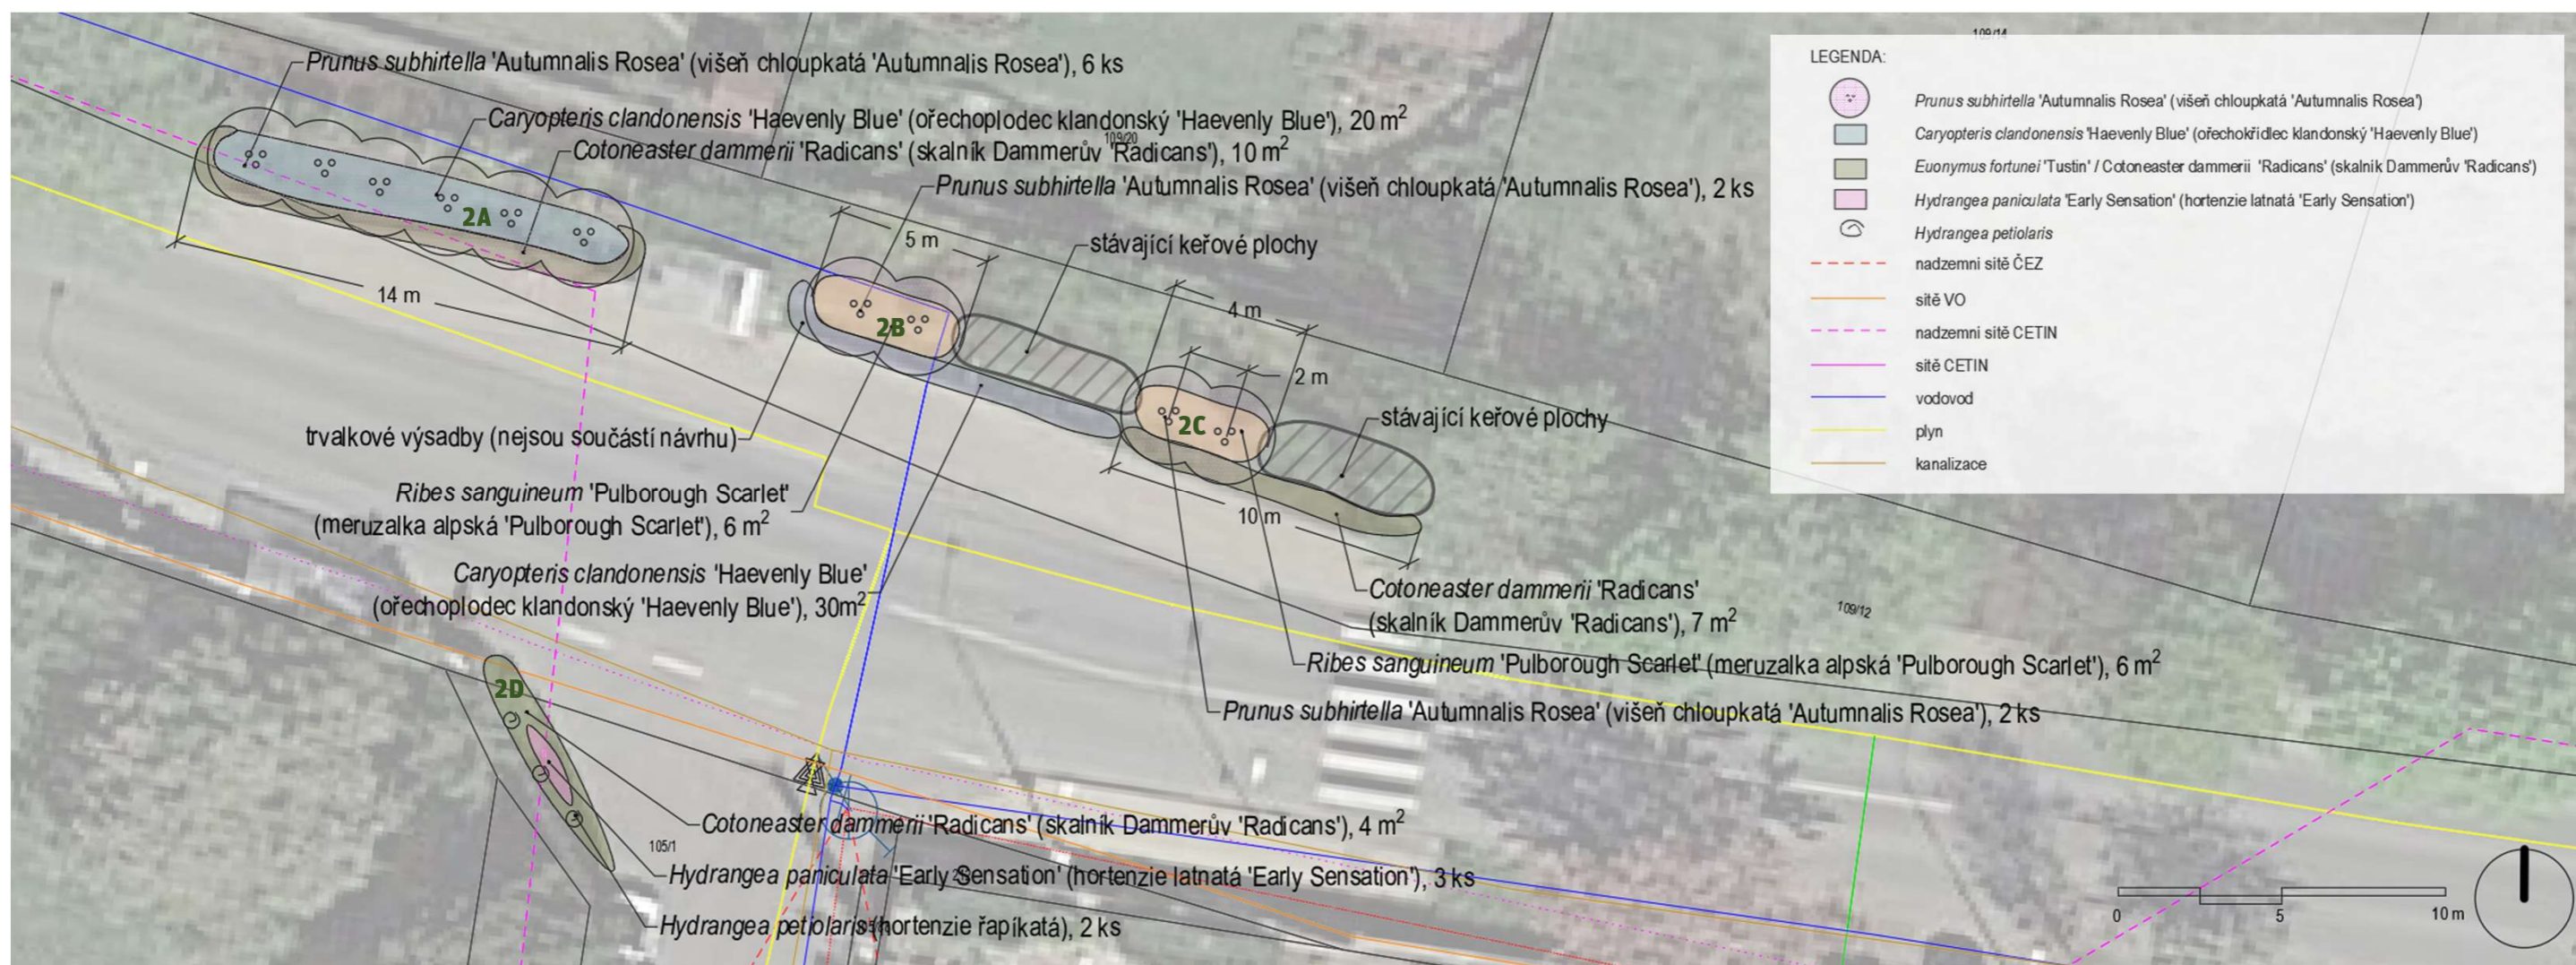 109/14
Prunus subhirtella 'Autumnalis Rosea' (višeň chloupkatá 'Autumnalis Rosea'), 6 ks
Caryopteris clandonensis 'Haevenly Blue' (ořechoplodec klandonský 'Haevenly Blue'), 20 m²
109/20
Cotoneaster dammerii 'Radicans' (skalník Dammerův 'Radicans'), 10 m²
Prunus subhirtella 'Autumnalis Rosea' (višeň chloupkatá 'Autumnalis Rosea'), 2 ks
2A
5 m
stávající keřové plochy
14 m
2B
4 m
2 m
2C
stávající keřové plochy
trvalkové výsadby (nejsou součástí návrhu)
Ribes sanguineum 'Pulborough Scarlet'
(meruzalka alpská 'Pulborough Scarlet'), 6 m²
10 m
Caryopteris clandonensis 'Haevenly Blue'
(ořechoplodec klandonský 'Haevenly Blue'), 30m²
Cotoneaster dammerii 'Radicans'
(skalník Dammerův 'Radicans'), 7 m²
109/12
Ribes sanguineum 'Pulborough Scarlet' (meruzalka alpská 'Pulborough Scarlet'), 6 m²
2D
Prunus subhirtella 'Autumnalis Rosea' (višeň chloupkatá 'Autumnalis Rosea'), 2 ks
Cotoneaster dammerii 'Radicans' (skalník Dammerův 'Radicans'), 4 m²
105/1
Hydrangea paniculata 'Early Sensation' (hortenzie latnatá 'Early Sensation'), 3 ks
Hydrangea petiolaris (hortenzie řapíkatá), 2 ks
LEGENDA:
Prunus subhirtella 'Autumnalis Rosea' (višeň chloupkatá 'Autumnalis Rosea')
Caryopteris clandonensis 'Haevenly Blue' (ořechokřídlec klandonský 'Haevenly Blue')
Euonymus fortunei 'Tustin' / Cotoneaster dammerii 'Radicans' (skalník Dammerův 'Radicans')
Hydrangea paniculata 'Early Sensation' (hortenzie latnatá 'Early Sensation')
Hydrangea petiolaris
nadzemni sítě ČEZ
sítě VO
nadzemni sítě CETIN
sítě CETIN
vodovod
plyn
kanalizace
0 5 10 m